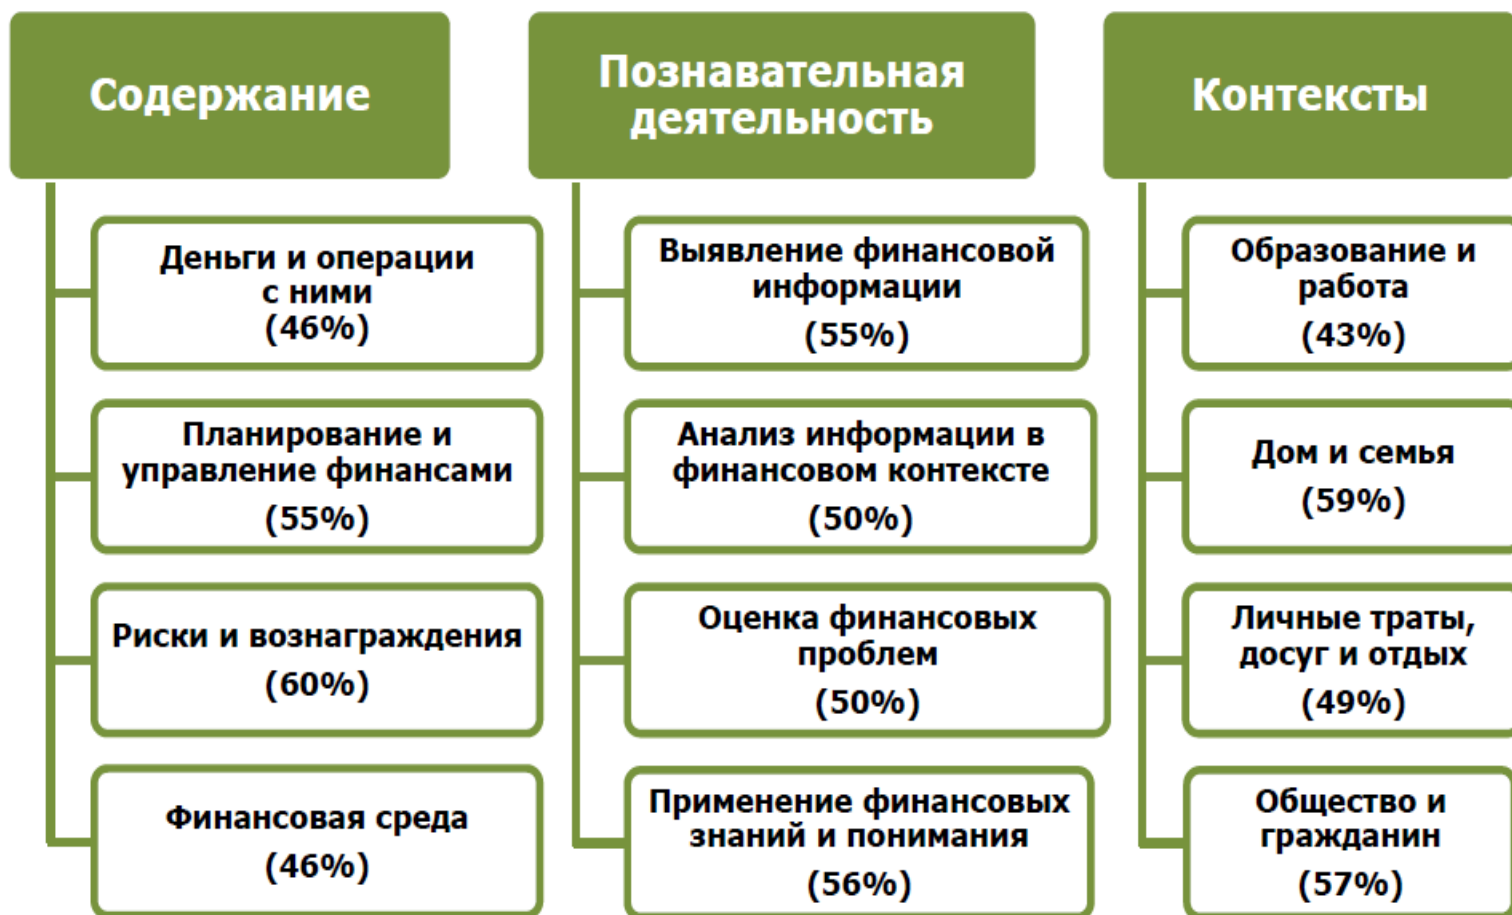 Содержание
Деньги и операции
с ними
(46%)
Планирование и
управление финансами
(55%)
Риски и вознаграждения
(60%)
Финансовая среда
(46%)
Познавательная
деятельность
Выявление финансовой
информации
(55%)
Анализ информации в
финансовом контексте
(50%)
Оценка финансовых
проблем
(50%)
Применение финансовых
знаний и понимания
(56%)
Контексты
Образование и
работа
(43%)
Дом и семья
(59%)
Личные траты,
досуг и отдых
(49%)
Общество и
гражданин
(57%)